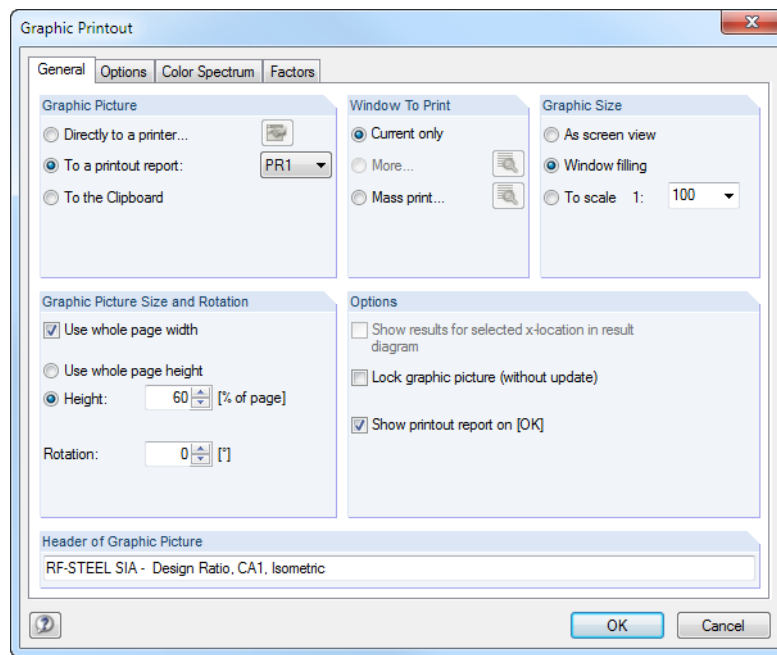 Graphic Printout
General Options Color Spectrum Factors
Graphic Picture
Directly to a printer...
To a printout report: PR1
To the Clipboard
Window To Print
Current only
More...
Mass print...
Graphic Size
As screen view
Window filling
To scale 1: 100
Graphic Picture Size and Rotation
Use whole page width
Use whole page height
Height: 60 [% of page]
Rotation: 0 [°]
Options
Show results for selected x-location in result
diagram
Lock graphic picture (without update)
Show printout report on [OK]
Header of Graphic Picture
RF-STEEL SIA - Design Ratio, CA1, Isometric
OK Cancel